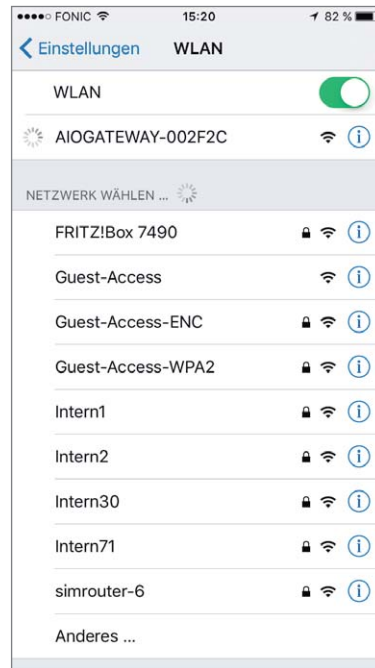 FONIC 15:20 82 %
Einstellungen WLAN
WLAN
AIOGATEWAY-002F2C
NETZWERK WÄHLEN ...
FRITZ!Box 7490
Guest-Access
Guest-Access-ENC
Guest-Access-WPA2
Intern1
Intern2
Intern30
Intern71
simrouter-6
Anderes ...